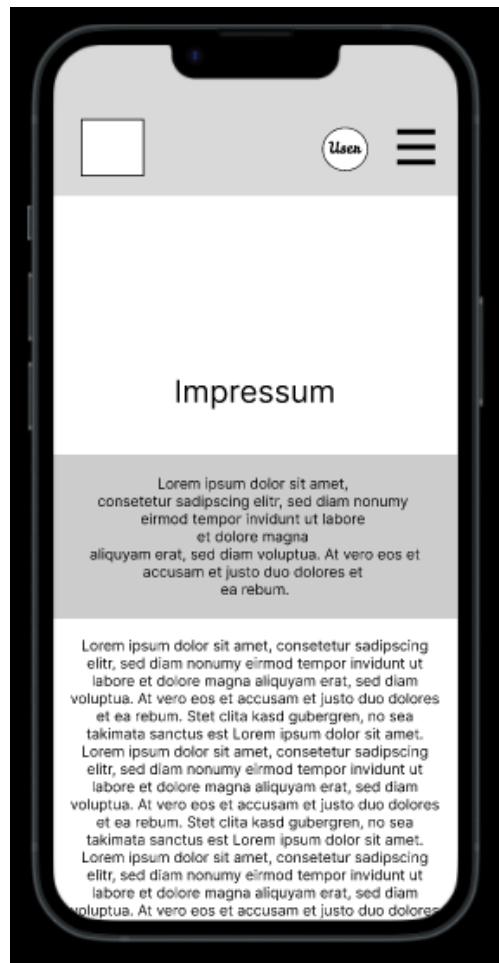 User
Impressum
Lorem ipsum dolor sit amet,
consetetur sadipscing elitr, sed diam nonumy
eirmod tempor invidunt ut labore
et dolore magna
aliquyam erat, sed diam voluptua. At vero eos et
accusam et justo duo dolores et
ea rebum.
Lorem ipsum dolor sit amet, consetetur sadipscing
elitr, sed diam nonumy eirmod tempor invidunt ut
labore et dolore magna aliquyam erat, sed diam
voluptua. At vero eos et accusam et justo duo dolores
et ea rebum. Stet clita kasd gubergren, no sea
takimata sanctus est Lorem ipsum dolor sit amet.
Lorem ipsum dolor sit amet, consetetur sadipscing
elitr, sed diam nonumy eirmod tempor invidunt ut
labore et dolore magna aliquyam erat, sed diam
voluptua. At vero eos et accusam et justo duo dolores
et ea rebum. Stet clita kasd gubergren, no sea
takimata sanctus est Lorem ipsum dolor sit amet.
Lorem ipsum dolor sit amet, consetetur sadipscing
elitr, sed diam nonumy eirmod tempor invidunt ut
labore et dolore magna aliquyam erat, sed diam
voluptua. At vero eos et accusam et justo duo dolores